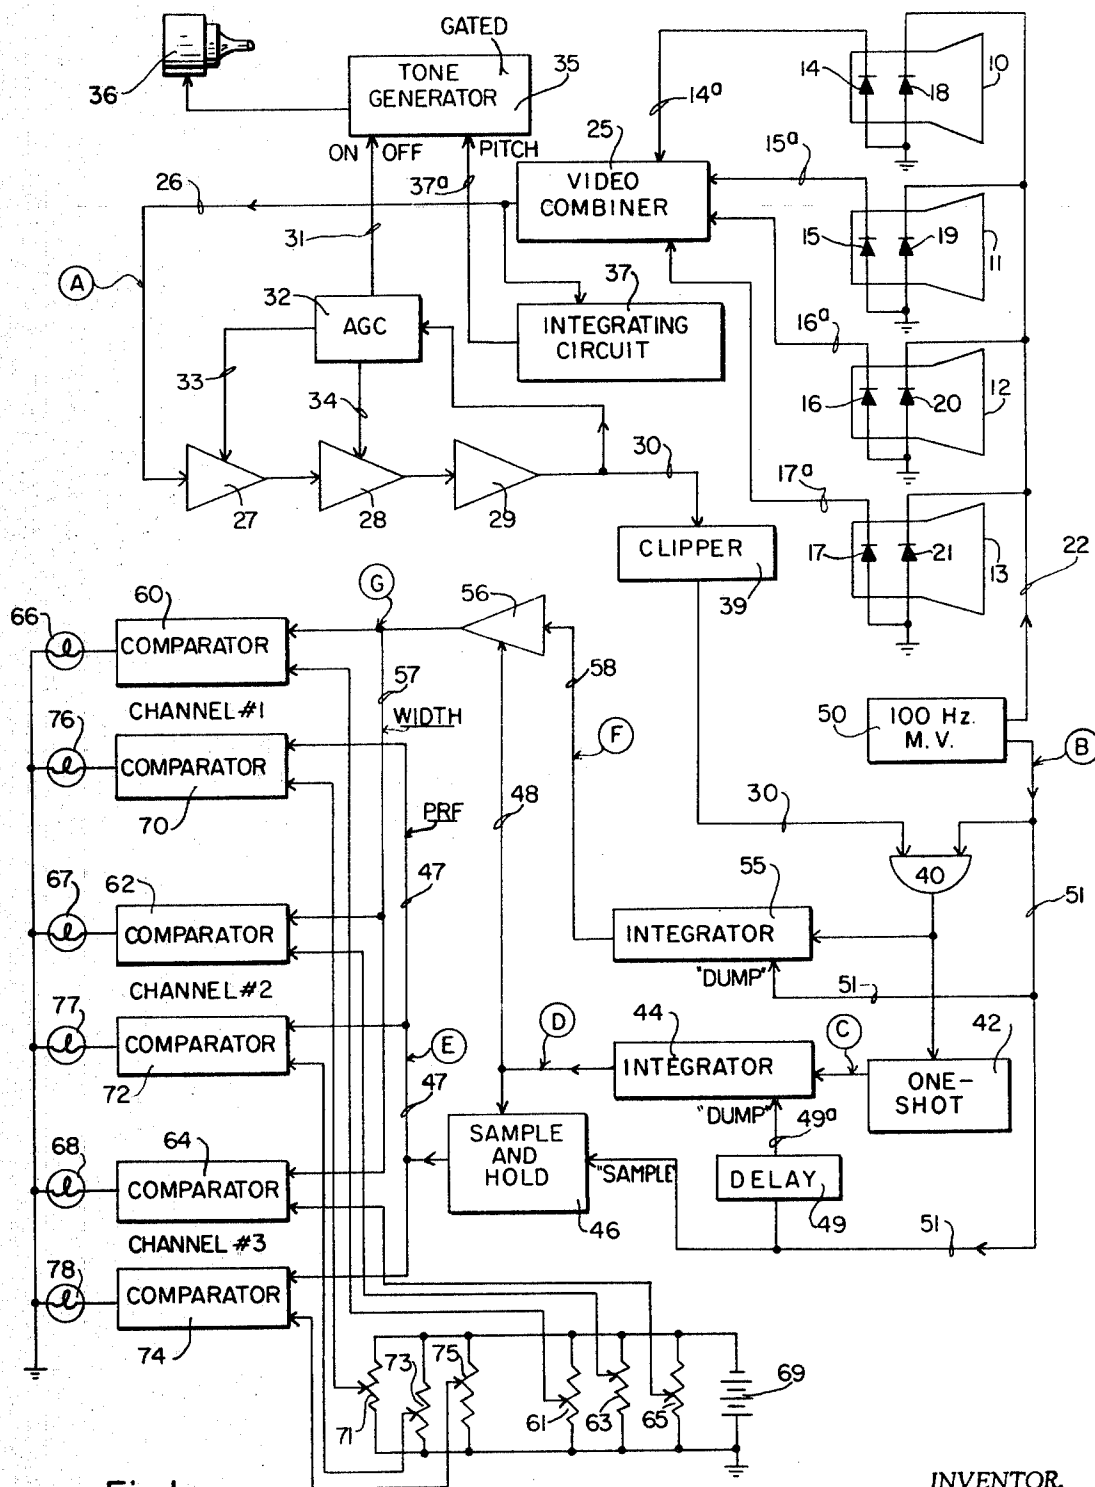 GATED
TONE
GENERATOR
35
36
ON OFF
PITCH
37a
14a
14
18
10
25
VIDEO
COMBINER
15a
15
19
11
26
31
A
32
AGC
37
INTEGRATING
CIRCUIT
16a
16
20
12
33
34
27
28
29
30
17a
17
21
13
22
CLIPPER
39
G
56
66
60
COMPARATOR
57
58
CHANNEL #1
WIDTH
50
100 Hz.
M.V.
B
76
COMPARATOR
70
F
48
PRF
30
40
67
62
COMPARATOR
47
55
INTEGRATOR
51
"DUMP"
51
CHANNEL #2
77
COMPARATOR
72
E
47
D
44
INTEGRATOR
C
42
ONE-
SHOT
"DUMP"
49a
SAMPLE
AND
HOLD
46
"SAMPLE"
DELAY
49
51
68
64
COMPARATOR
CHANNEL #3
78
COMPARATOR
74
71
73
75
61
63
65
69
INVENTOR.